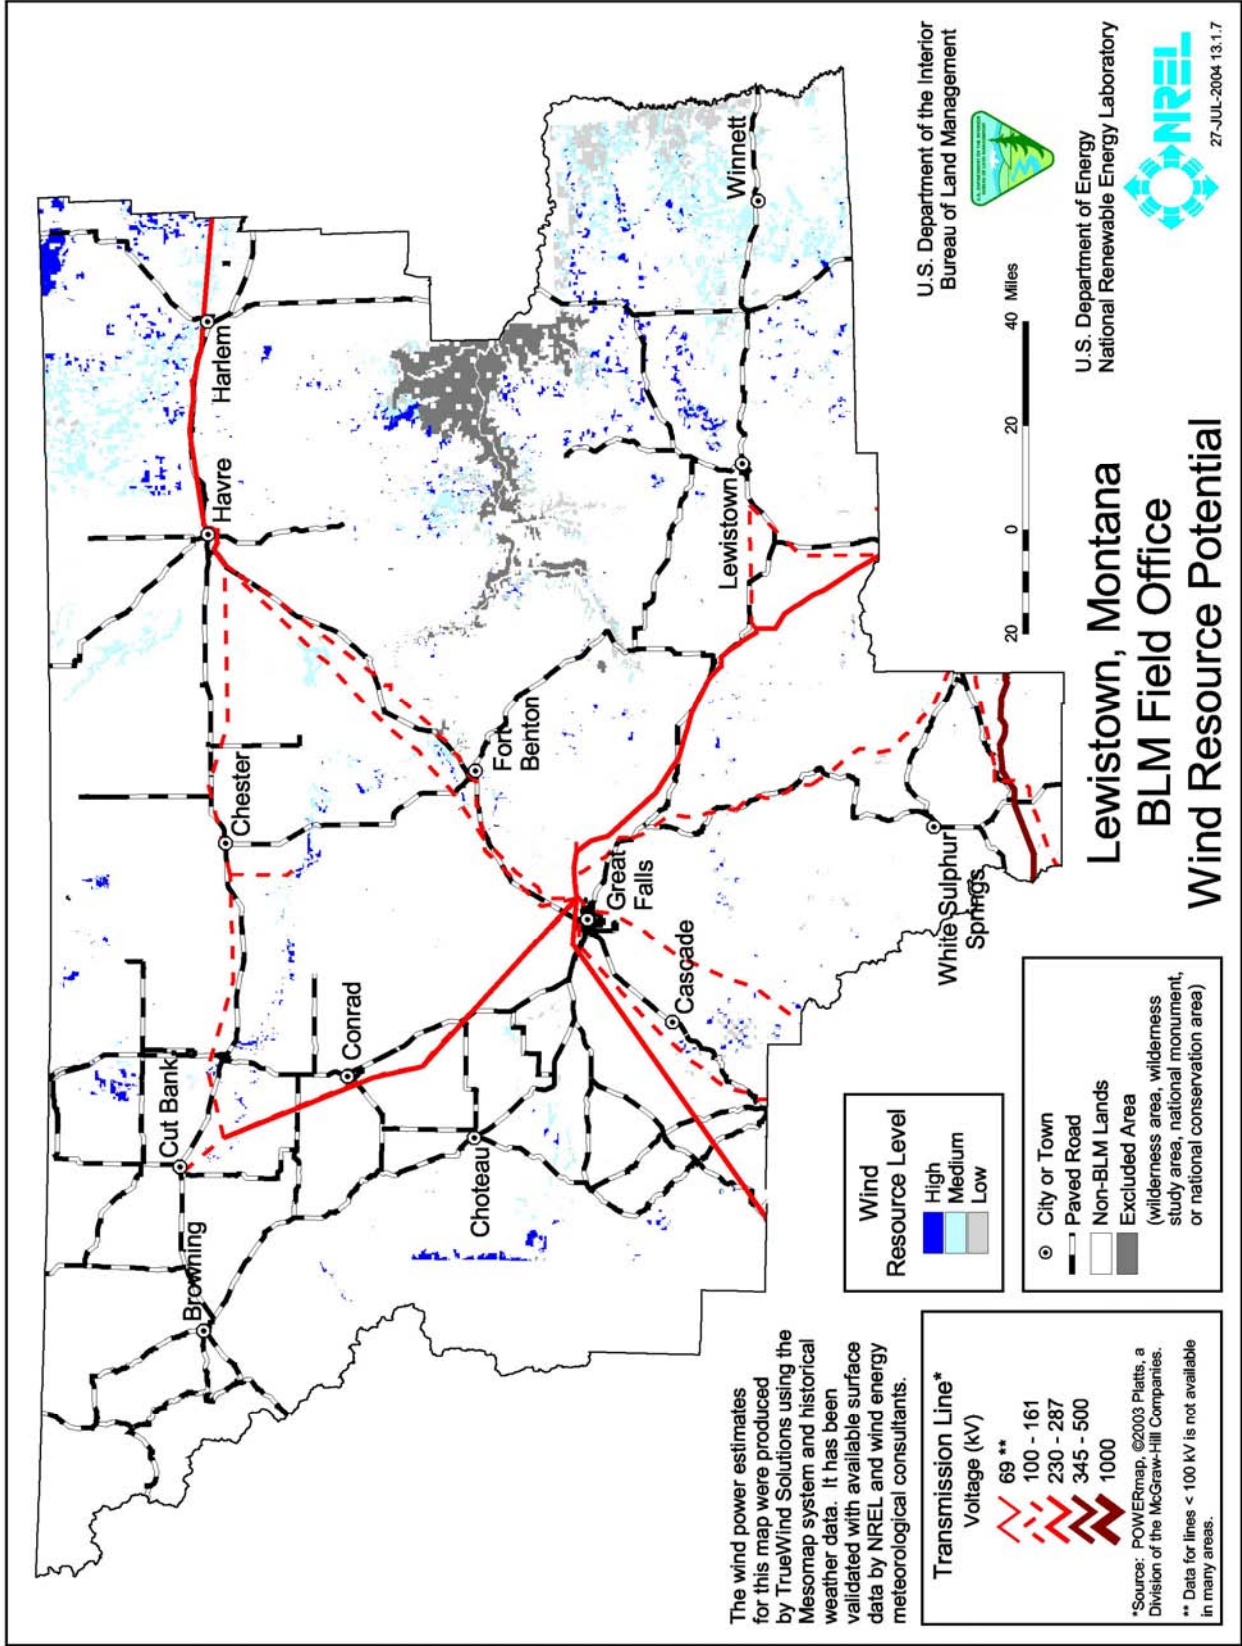 Browning
Cut Bank
Chester
Havre
Harlem
Conrad
Choteau
Fort
Benton
Great
Falls
Cascade
Lewistown
Winnett
White Sulphur
Springs
The wind power estimates
for this map were produced
by TrueWind Solutions using the
Mesomap system and historical
weather data. It has been
validated with available surface
data by NREL and wind energy
meteorological consultants.
Transmission Line*
Voltage (kV)
69 **
100 - 161
230 - 287
345 - 500
1000
*Source: POWERmap, ©2003 Platts, a
Division of the McGraw-Hill Companies.
** Data for lines < 100 kV is not available
in many areas.
Wind
Resource Level
High
Medium
Low
City or Town
Paved Road
Non-BLM Lands
Excluded Area
(wilderness area, wilderness
study area, national monument,
or national conservation area)
20 0 20 40 Miles
Lewistown, Montana
BLM Field Office
Wind Resource Potential
U.S. Department of the Interior
Bureau of Land Management
U.S. Department of Energy
National Renewable Energy Laboratory
NREL
27-JUL-2004 13.1.7